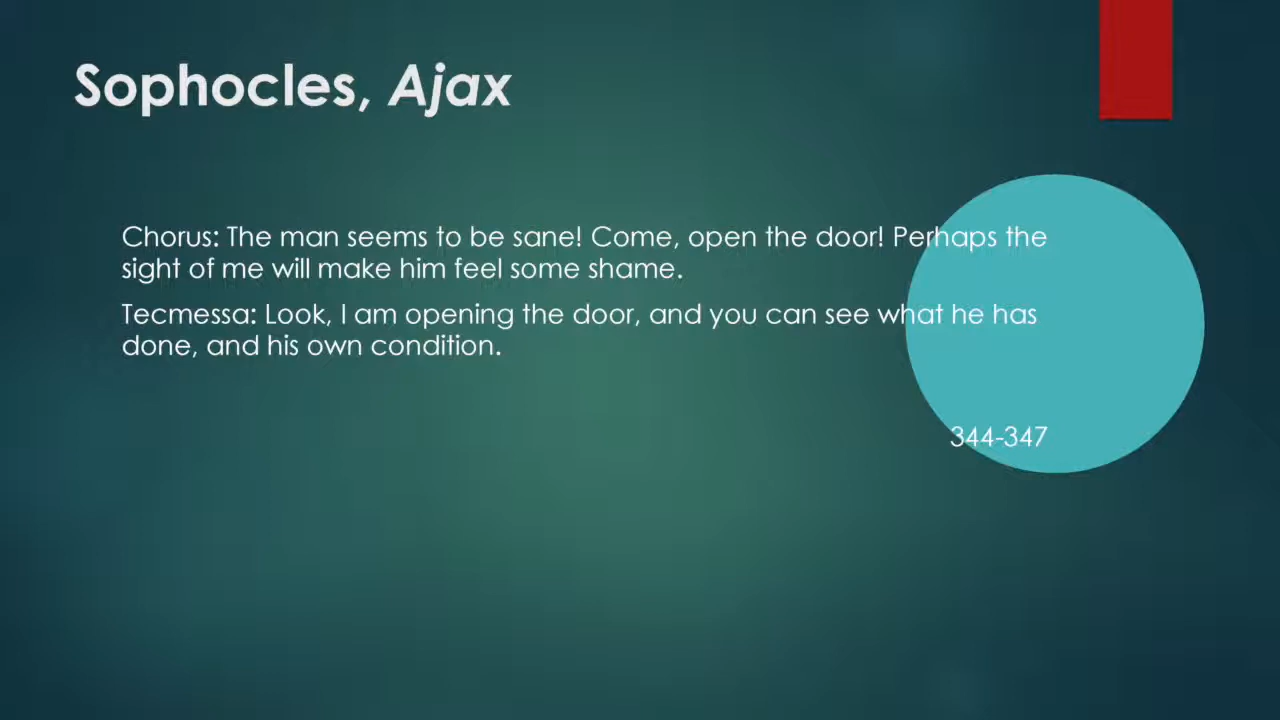 Sophocles, Ajax
Chorus: The man seems to be sane! Come, open the door! Perhaps the
sight of me will make him feel some shame.
Tecmessa: Look, I am opening the door, and you can see what he has
done, and his own condition.
344-347